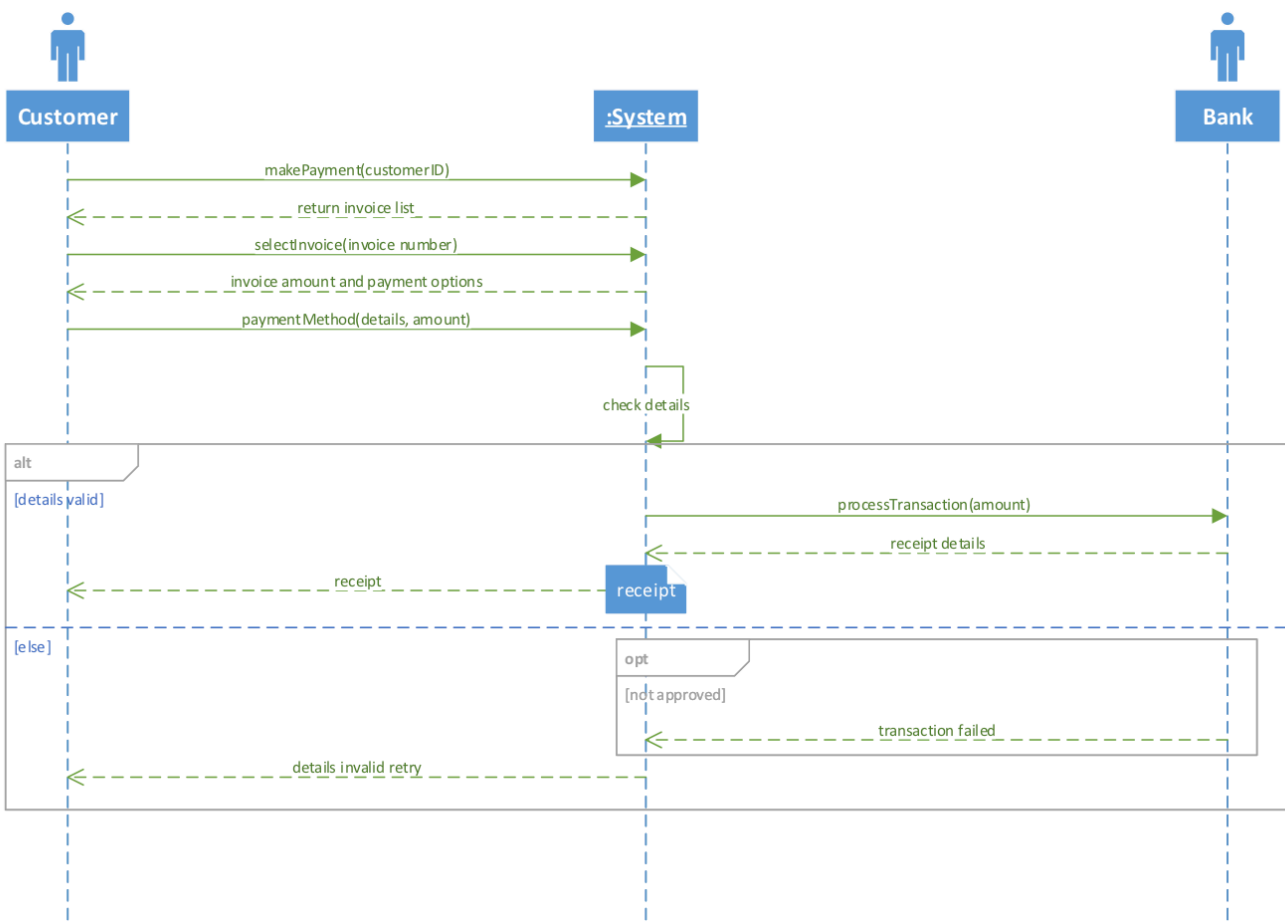 Customer
:System
Bank
makePayment(customerID)
return invoice list
selectInvoice(invoice number)
invoice amount and payment options
paymentMethod(details, amount)
check details
alt
[details valid]
processTransaction(amount)
receipt details
receipt
receipt
[else]
opt
[not approved]
transaction failed
details invalid retry